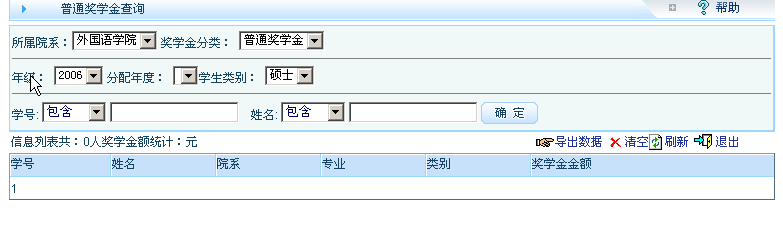 普通奖学金查询 帮助
所属院系： 外国语学院 奖学金分类： 普通奖学金
年级： 2006 分配年度： 学生类别： 硕士
学号: 包含 姓名: 包含 确 定
信息列表共：0人奖学金额统计：元 导出数据 清空 刷新 退出
学号 姓名 院系 专业 类别 奖学金金额
1